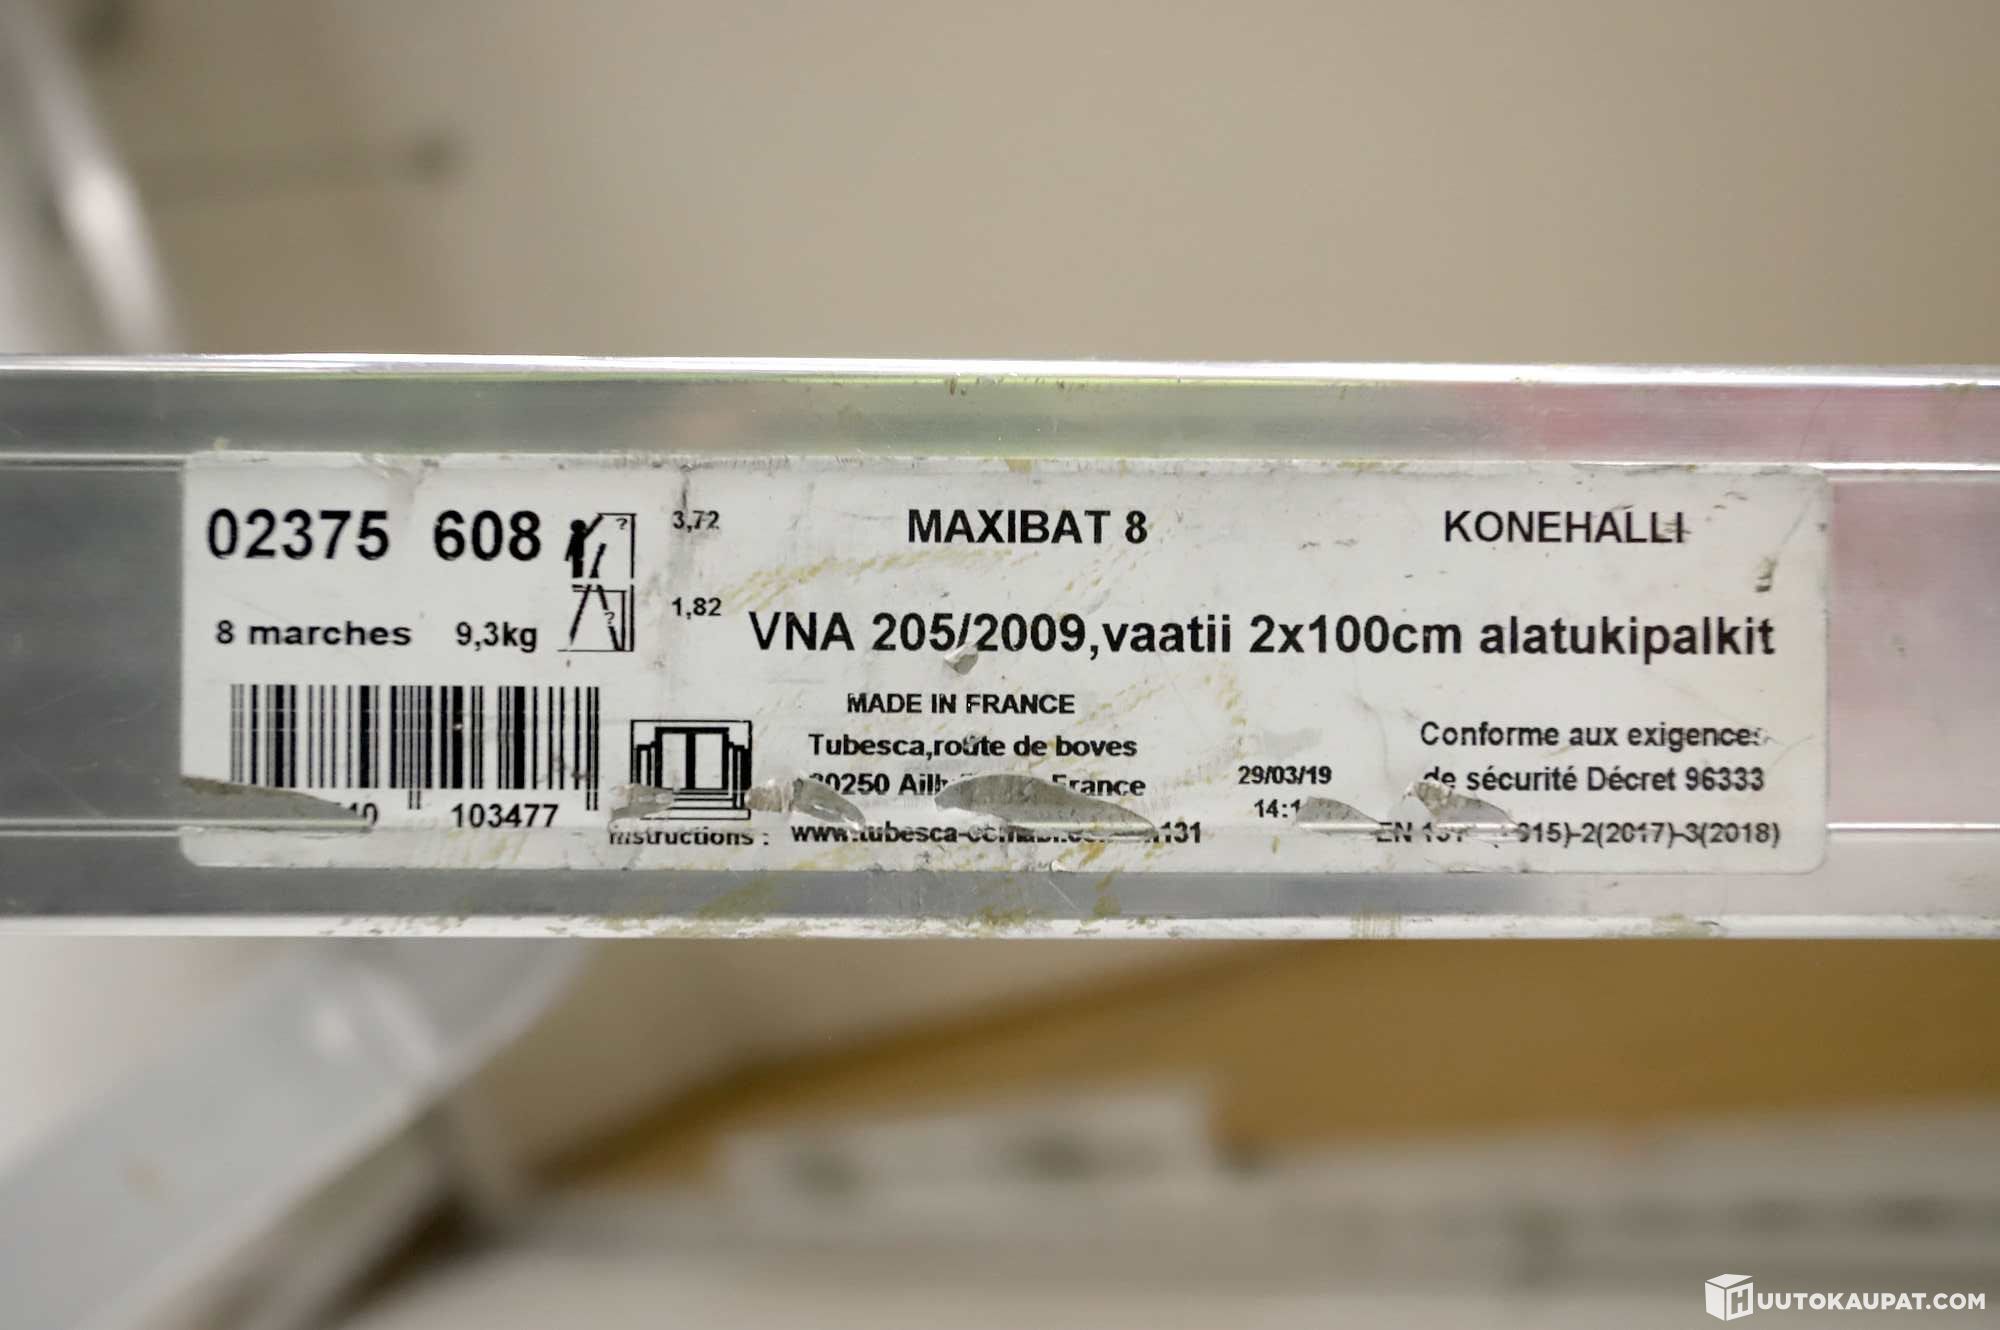 02375 608
3,72
MAXIBAT 8
KONEHALLI
8 marches 9,3kg
1,82
VNA 205/2009,vaatii 2x100cm alatukipalkit
MADE IN FRANCE
Tubesca,route de boves
France
29/03/19
Conforme aux exigences
de sécurité Décret 96333
103477
instructions :
EN -2(2017)-3(2018)
HUUTOKAUPAT.COM